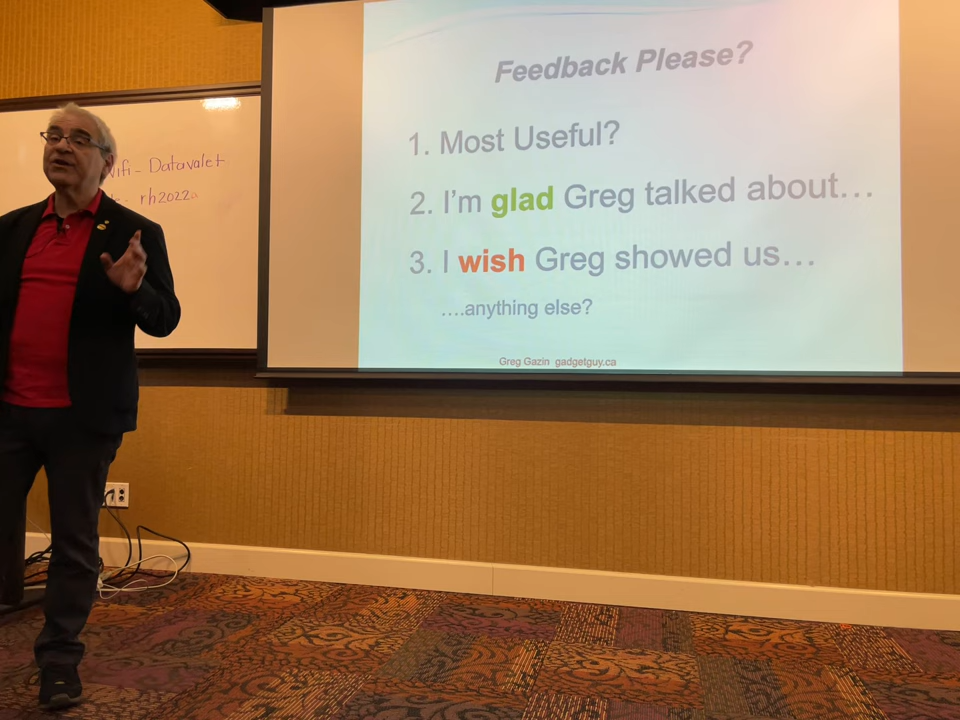 Wifi - Datavalet
rh2022a
Feedback Please?
1. Most Useful?
2. I'm glad Greg talked about…
3. I wish Greg showed us…
….anything else?
Greg Gazin gadgetguy.ca